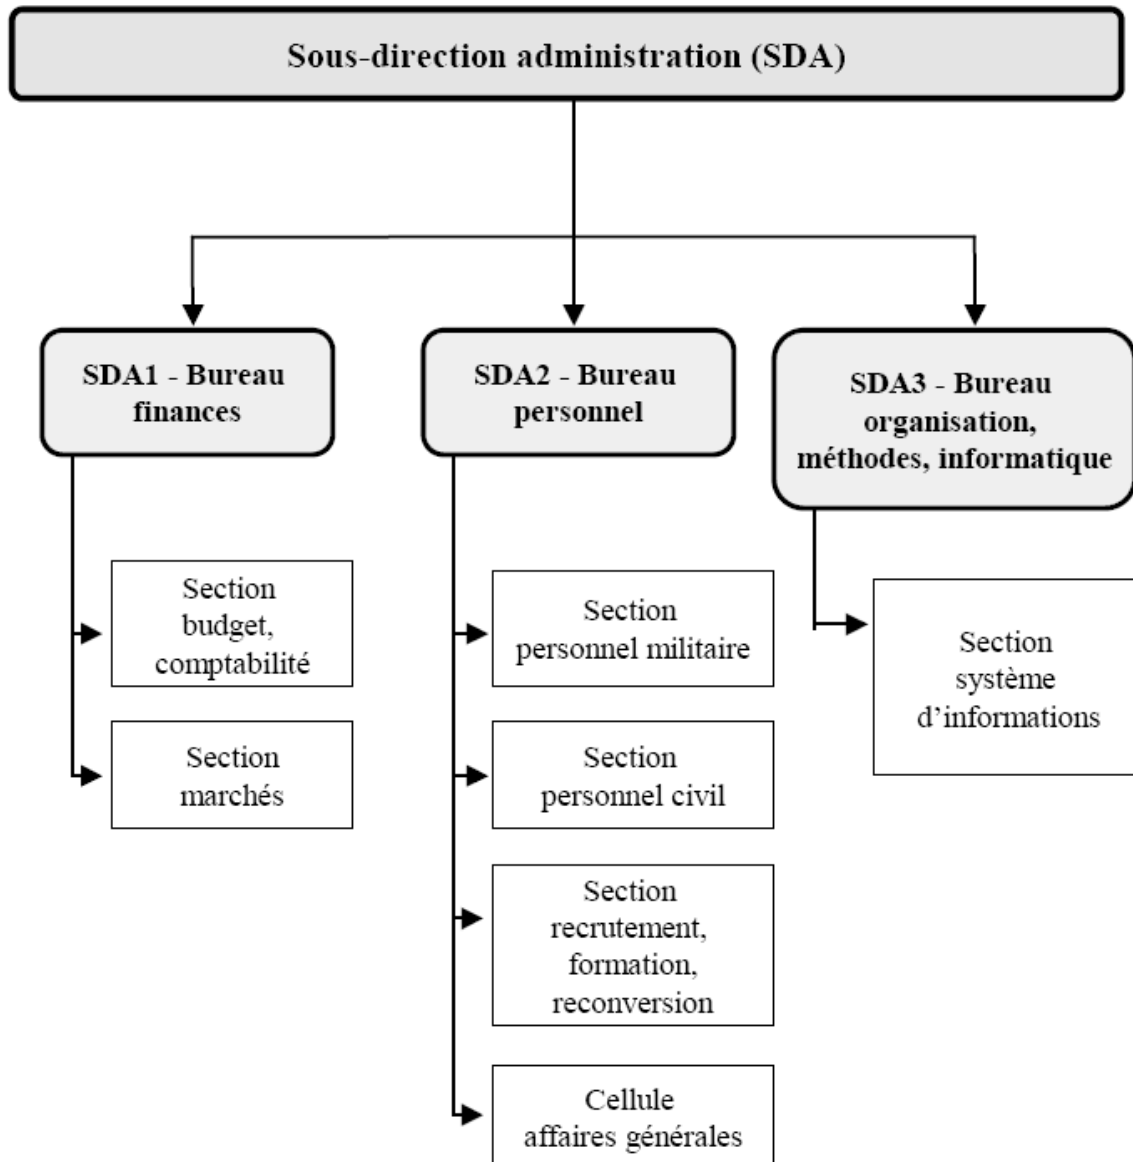 Sous-direction administration (SDA)
SDA1 - Bureau
finances
SDA2 - Bureau
personnel
SDA3 - Bureau
organisation,
méthodes, informatique
Section
budget,
comptabilité
Section
marchés
Section
personnel militaire
Section
personnel civil
Section
recrutement,
formation,
reconversion
Cellule
affaires générales
Section
système
d’informations